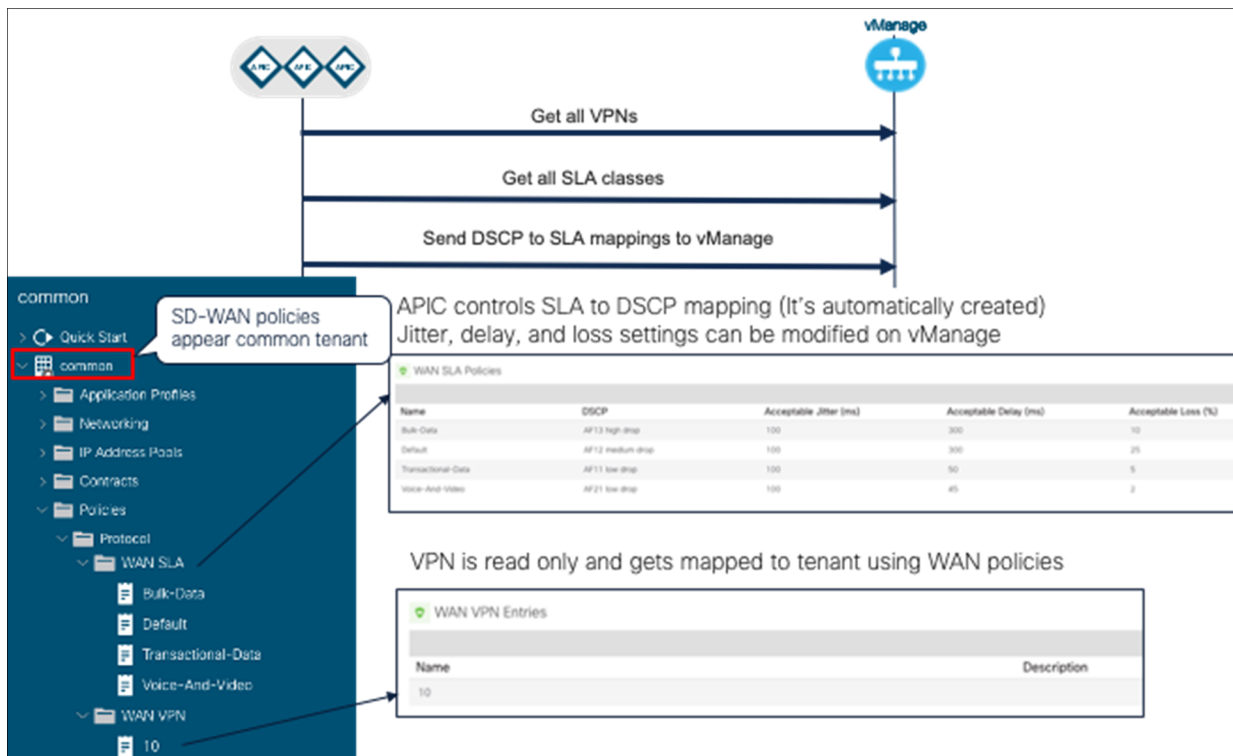 vManage
APIC APIC APIC
Get all VPNs
Get all SLA classes
Send DSCP to SLA mappings to vManage
common
Quick Start
common
Application Profiles
Networking
IP Address Pools
Contracts
Policies
Protocol
WAN SLA
Bulk-Data
Default
Transactional-Data
Voice-And-Video
WAN VPN
10
SD-WAN policies
appear common tenant
APIC controls SLA to DSCP mapping (It's automatically created)
Jitter, delay, and loss settings can be modified on vManage
WAN SLA Policies
Name DSCP Acceptable Jitter (ms) Acceptable Delay (ms) Acceptable Loss (%)
Bulk-Data AF13 high drop 100 300 10
Default AF12 medium drop 100 300 25
Transactional-Data AF11 low drop 100 50 5
Voice-And-Video AF21 low drop 100 45 2
VPN is read only and gets mapped to tenant using WAN policies
WAN VPN Entries
Name Description
10